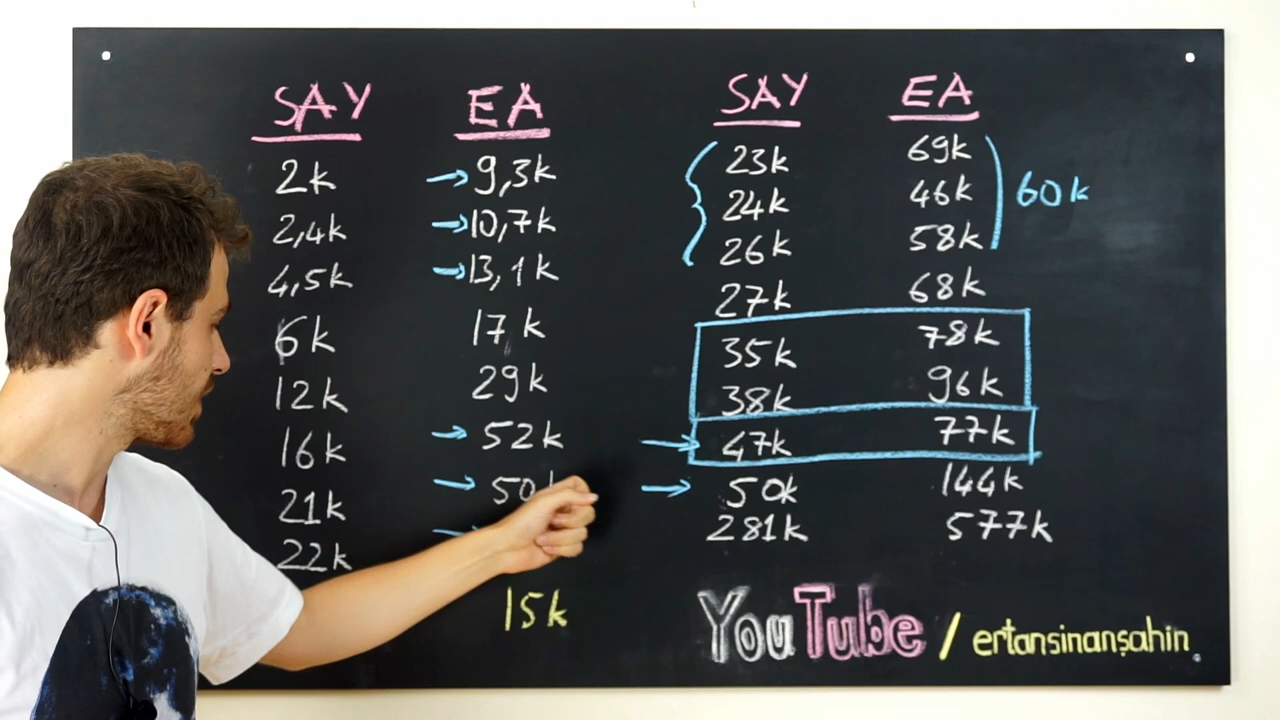 SAY EA
2k 9,3k
2,4k 10,7k
4,5k 13,1k
6k 17k
12k 29k
16k 52k
21k 50k
22k
15k
SAY EA
23k 69k
24k 46k
26k 58k
60k
27k 68k
35k 78k
38k 96k
47k 77k
50k 144k
281k 577k
YouTube / ertansinanşahin